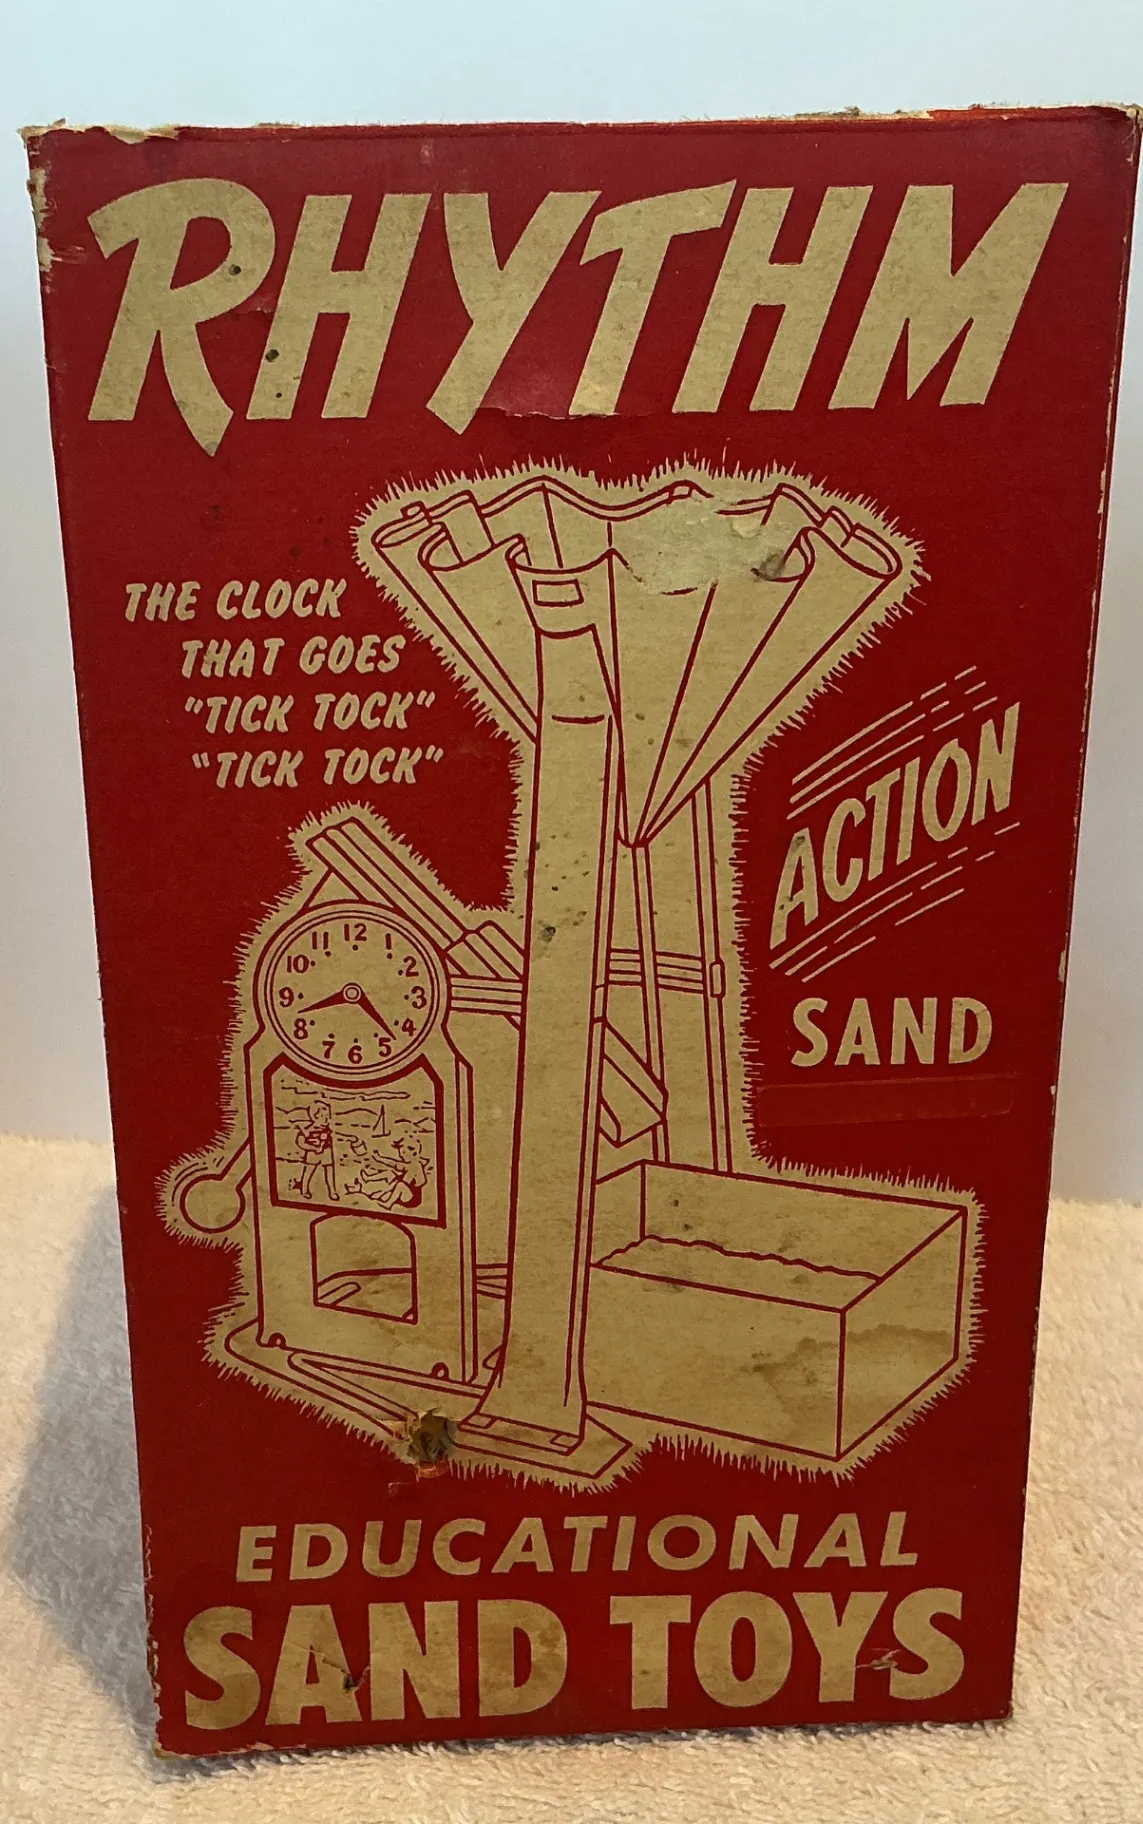 RHYTHM
THE CLOCK
THAT GOES
"TICK TOCK"
"TICK TOCK"
ACTION
SAND
11 12 1
10 2
9 3
8 4
7 6 5
EDUCATIONAL
SAND TOYS